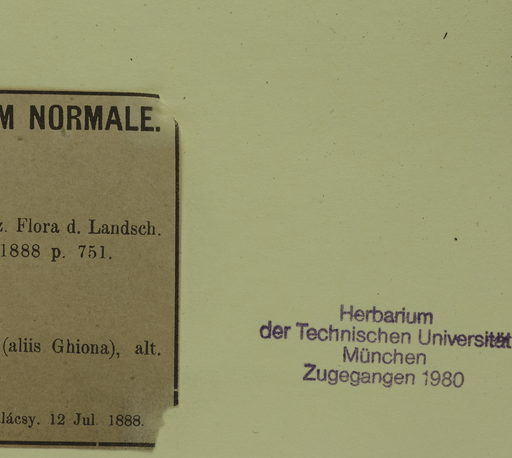 M NORMALE.
z. Flora d. Landsch.
1888 p. 751.
(aliis Ghiona), alt.
lácsy. 12 Jul. 1888.
Herbarium
der Technischen Universität
München
Zugegangen 1980